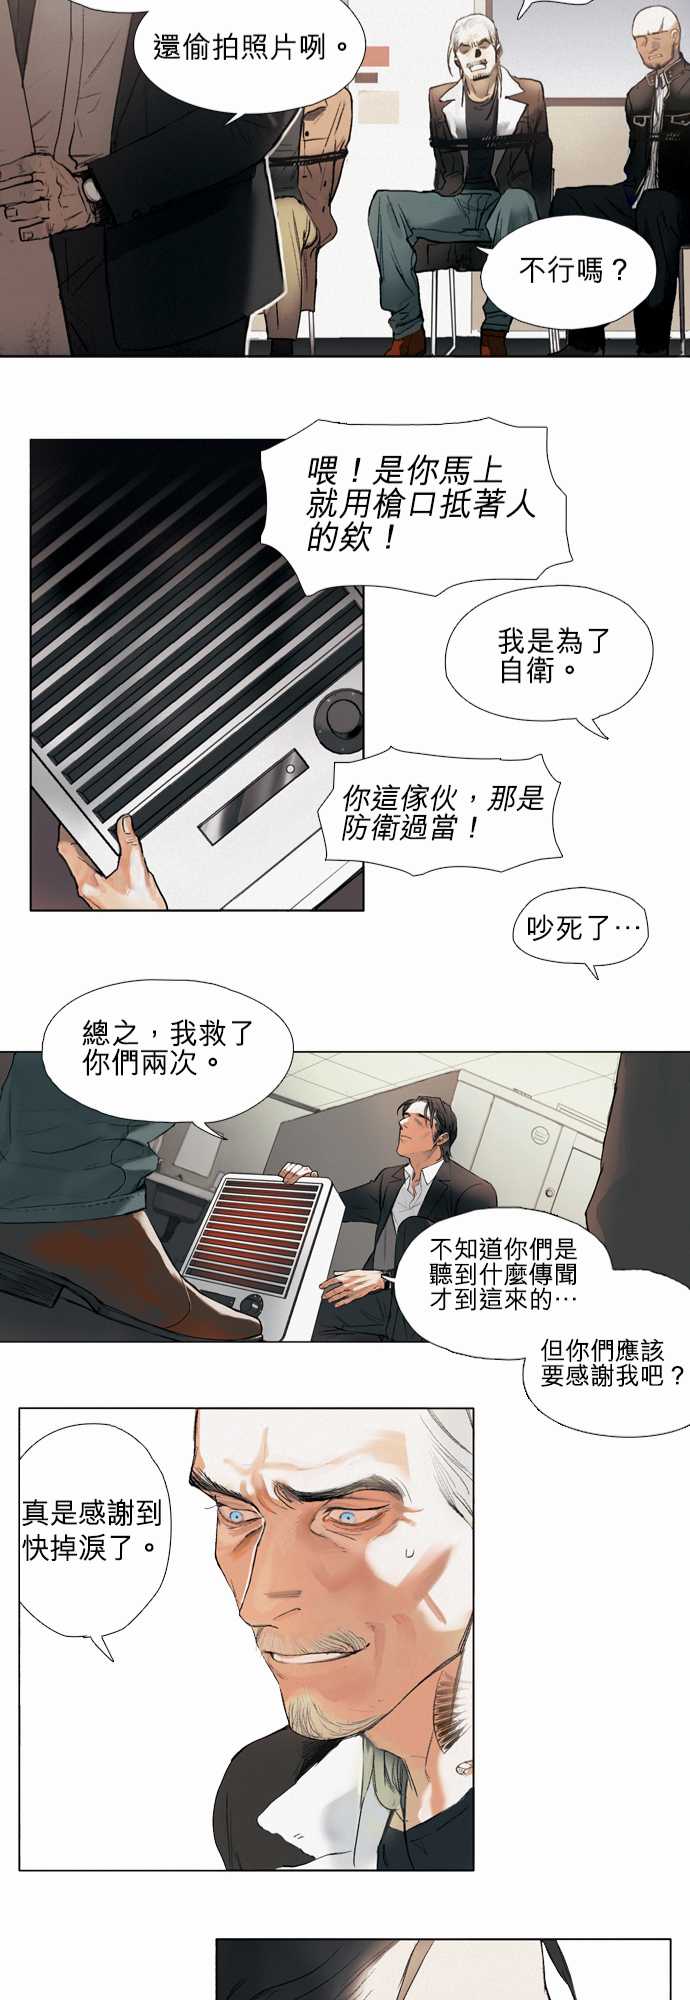 還偷拍照片咧。
不行嗎？
喂！是你馬上
就用槍口抵著人
的欸！
我是為了
自衛。
你這傢伙，那是
防衛過當！
吵死了…
總之，我救了
你們兩次。
不知道你們是
聽到什麼傳聞
才到這來的…
但你們應該
要感謝我吧？
真是感謝到
快掉淚了。